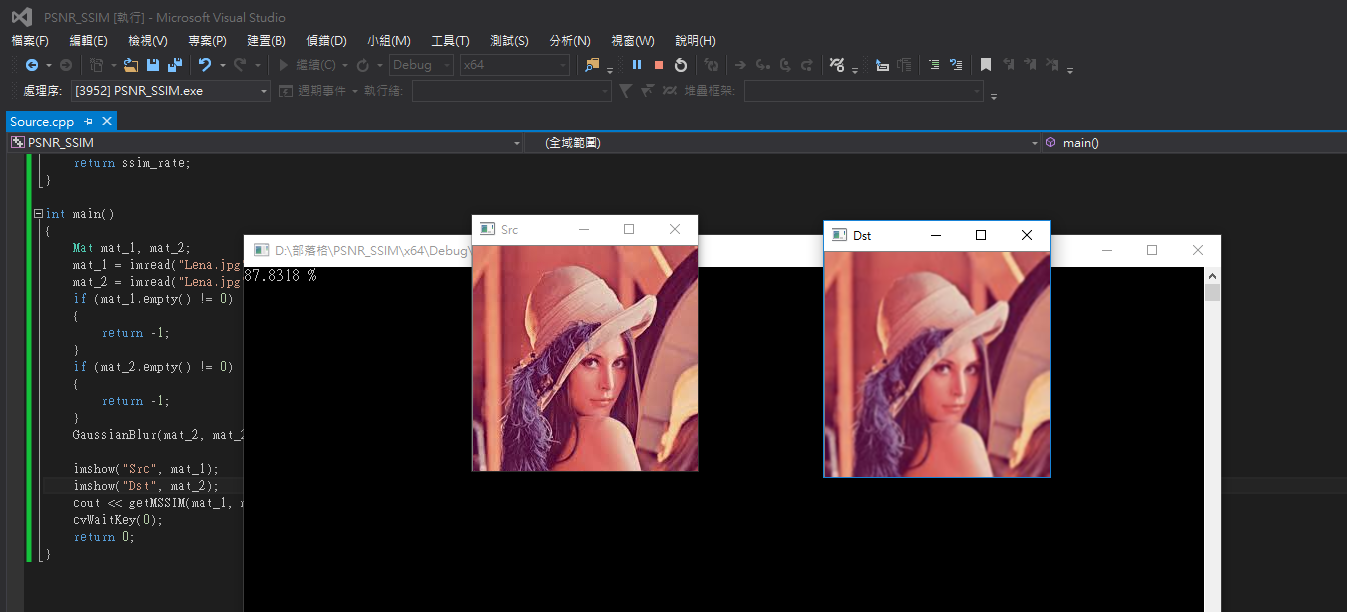 PSNR_SSIM [執行] - Microsoft Visual Studio
檔案(F) 編輯(E) 檢視(V) 專案(P) 建置(B) 偵錯(D) 小組(M) 工具(T) 測試(S) 分析(N) 視窗(W) 說明(H)
繼續(C) Debug x64
處理序: [3952] PSNR_SSIM.exe 週期事件 執行緒: 堆疊框架:
Source.cpp
PSNR_SSIM (全域範圍) main()
return ssim_rate;
}
int main()
{
Mat mat_1, mat_2;
mat_1 = imread("Lena.jpg
mat_2 = imread("Lena.jpg
if (mat_1.empty() != 0)
{
return -1;
}
if (mat_2.empty() != 0)
{
return -1;
}
GaussianBlur(mat_2, mat_2
imshow("Src", mat_1);
imshow("Dst", mat_2);
cout << getMSSIM(mat_1, m
cvWaitKey(0);
return 0;
}
D:\部落格\PSNR_SSIM\x64\Debug\
87.8318 %
Src
Dst